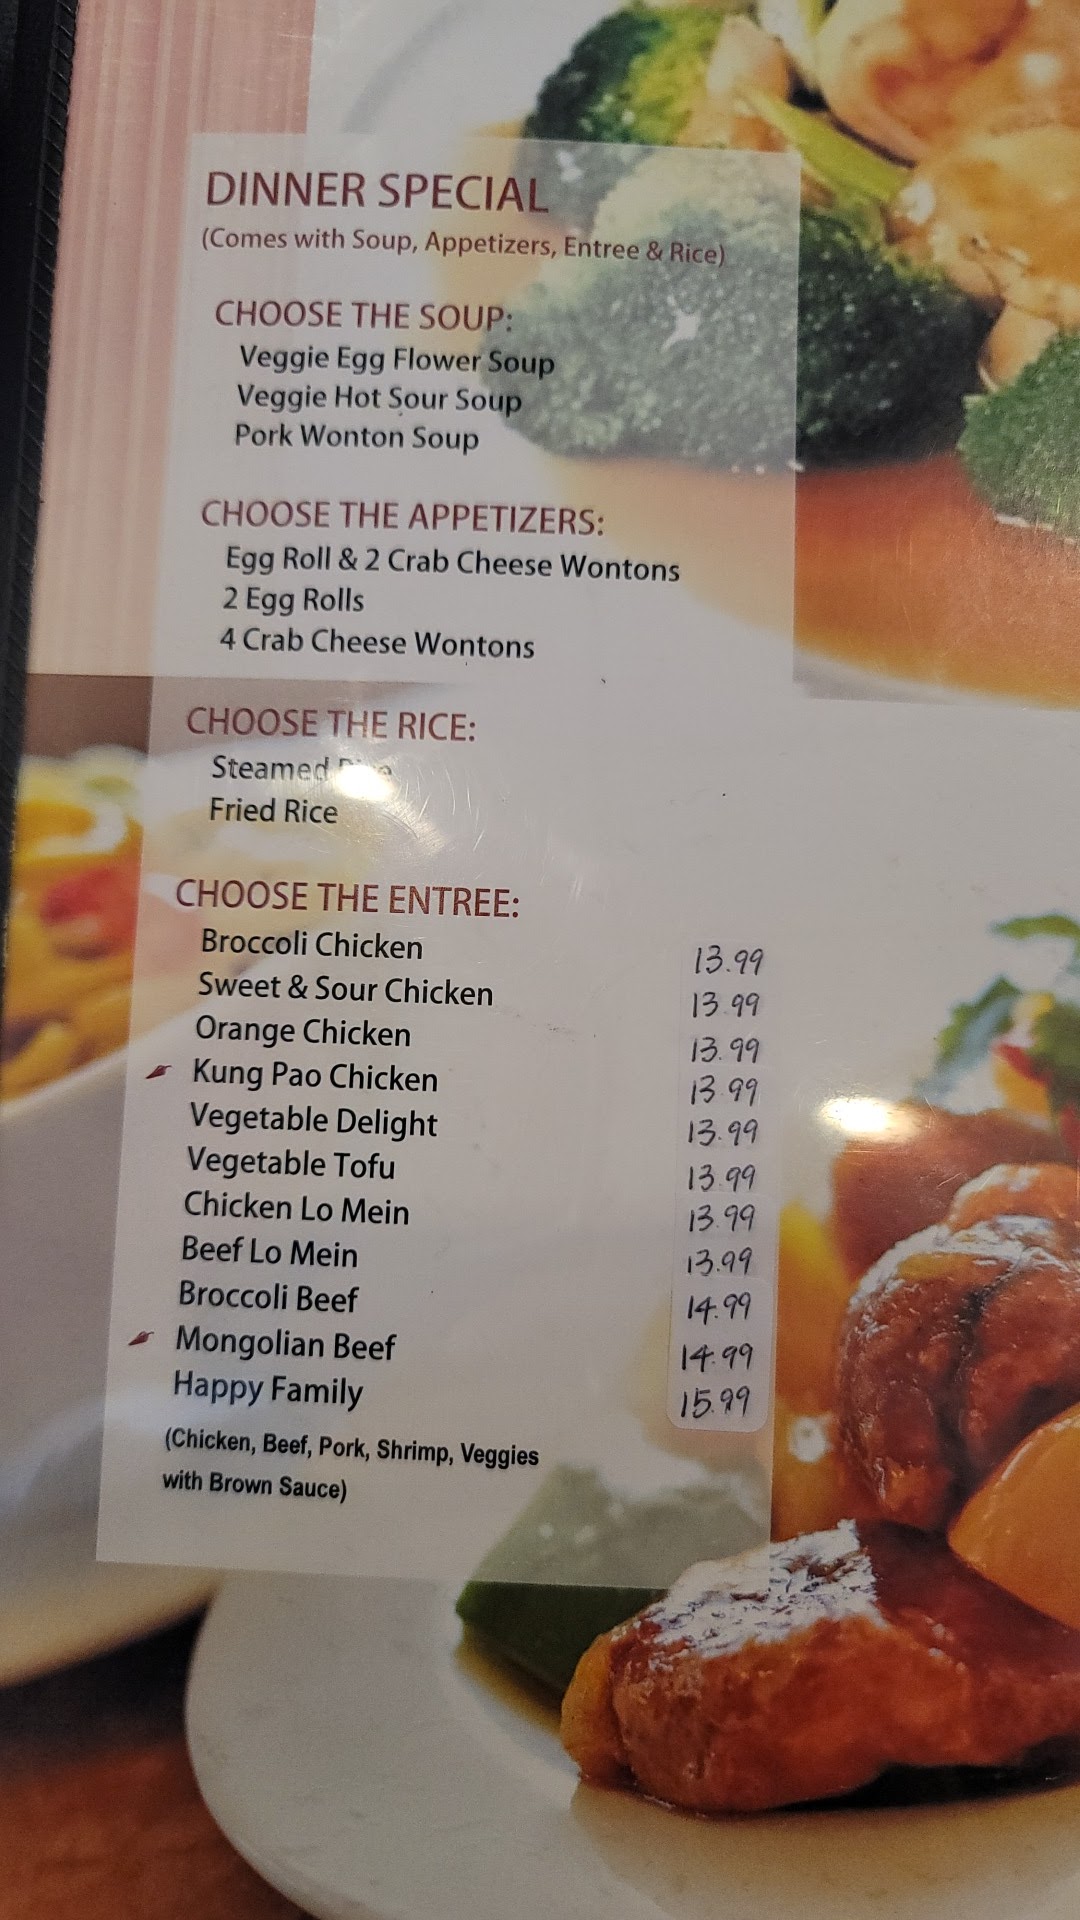 DINNER SPECIAL
(Comes with Soup, Appetizers, Entree & Rice)
CHOOSE THE SOUP:
Veggie Egg Flower Soup
Veggie Hot Sour Soup
Pork Wonton Soup
CHOOSE THE APPETIZERS:
Egg Roll & 2 Crab Cheese Wontons
2 Egg Rolls
4 Crab Cheese Wontons
CHOOSE THE RICE:
Steamed Rice
Fried Rice
CHOOSE THE ENTREE:
Broccoli Chicken 13.99
Sweet & Sour Chicken 13.99
Orange Chicken 13.99
Kung Pao Chicken 13.99
Vegetable Delight 13.99
Vegetable Tofu 13.99
Chicken Lo Mein 13.99
Beef Lo Mein 13.99
Broccoli Beef 14.99
Mongolian Beef 14.99
Happy Family 15.99
(Chicken, Beef, Pork, Shrimp, Veggies
with Brown Sauce)